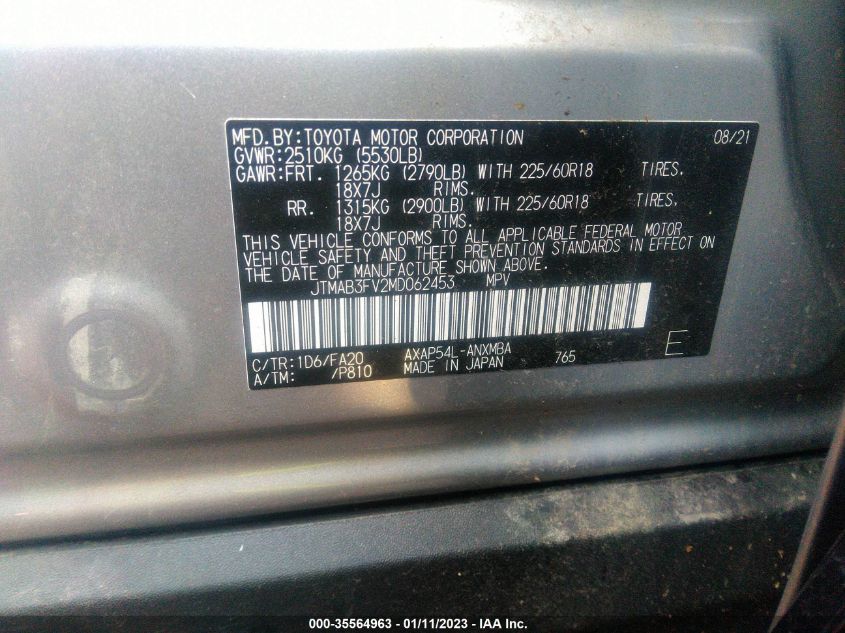 MFD.BY:TOYOTA MOTOR CORPORATION 08/21
GVWR:2510KG (5530LB)
GAWR:FRT. 1265KG (2790LB) WITH 225/60R18 TIRES.
18X7J RIMS.
RR. 1315KG (2900LB) WITH 225/60R18 TIRES.
18X7J RIMS.
THIS VEHICLE CONFORMS TO ALL APPLICABLE FEDERAL MOTOR
VEHICLE SAFETY AND THEFT PREVENTION STANDARDS IN EFFECT ON
THE DATE OF MANUFACTURE SHOWN ABOVE.
JTMAB3FV2MD062453 MPV
C/TR:1D6/FA20 AXAP54L-ANXMBA E
A/TM: /P810 MADE IN JAPAN 765
000-35564963 - 01/11/2023 - IAA Inc.